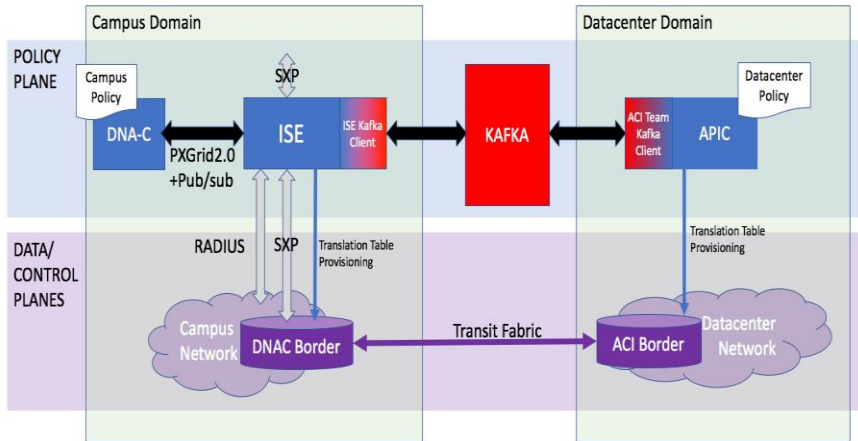 Campus Domain
Datacenter Domain
POLICY
PLANE
Campus
Policy
DNA-C
PXGrid2.0
+Pub/sub
SXP
ISE
ISE Kafka
Client
KAFKA
ACI Team
Kafka
Client
APIC
Datacenter
Policy
DATA/
CONTROL
PLANES
RADIUS
SXP
Translation Table
Provisioning
Translation Table
Provisioning
Campus
Network
DNAC Border
Transit Fabric
ACI Border
Datacenter
Network